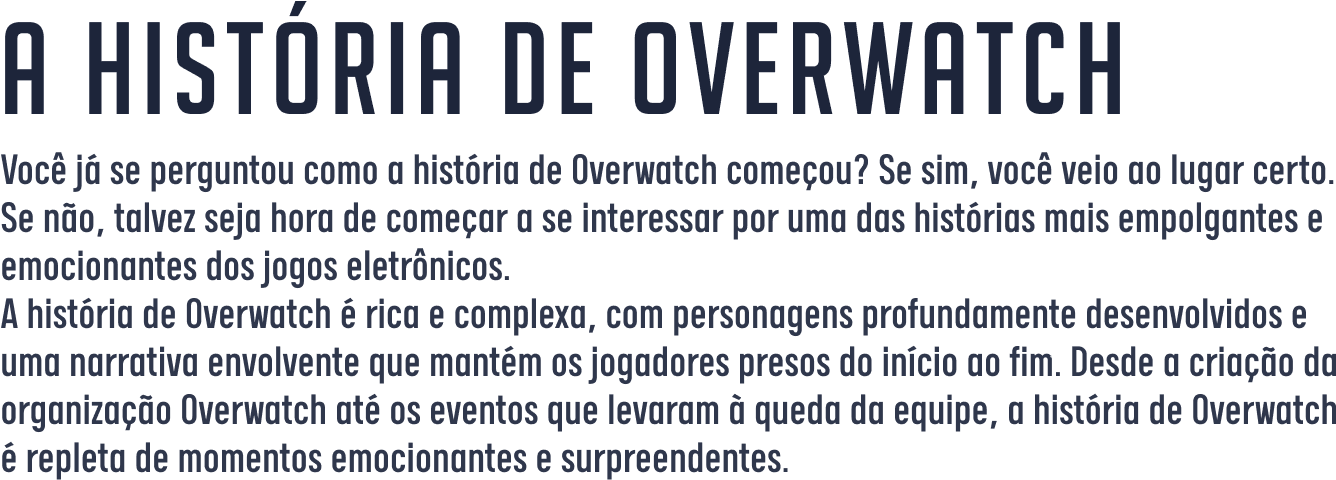 A HISTÓRIA DE OVERWATCH
Você já se perguntou como a história de Overwatch começou? Se sim, você veio ao lugar certo.
Se não, talvez seja hora de começar a se interessar por uma das histórias mais empolgantes e
emocionantes dos jogos eletrônicos.
A história de Overwatch é rica e complexa, com personagens profundamente desenvolvidos e
uma narrativa envolvente que mantém os jogadores presos do início ao fim. Desde a criação da
organização Overwatch até os eventos que levaram à queda da equipe, a história de Overwatch
é repleta de momentos emocionantes e surpreendentes.